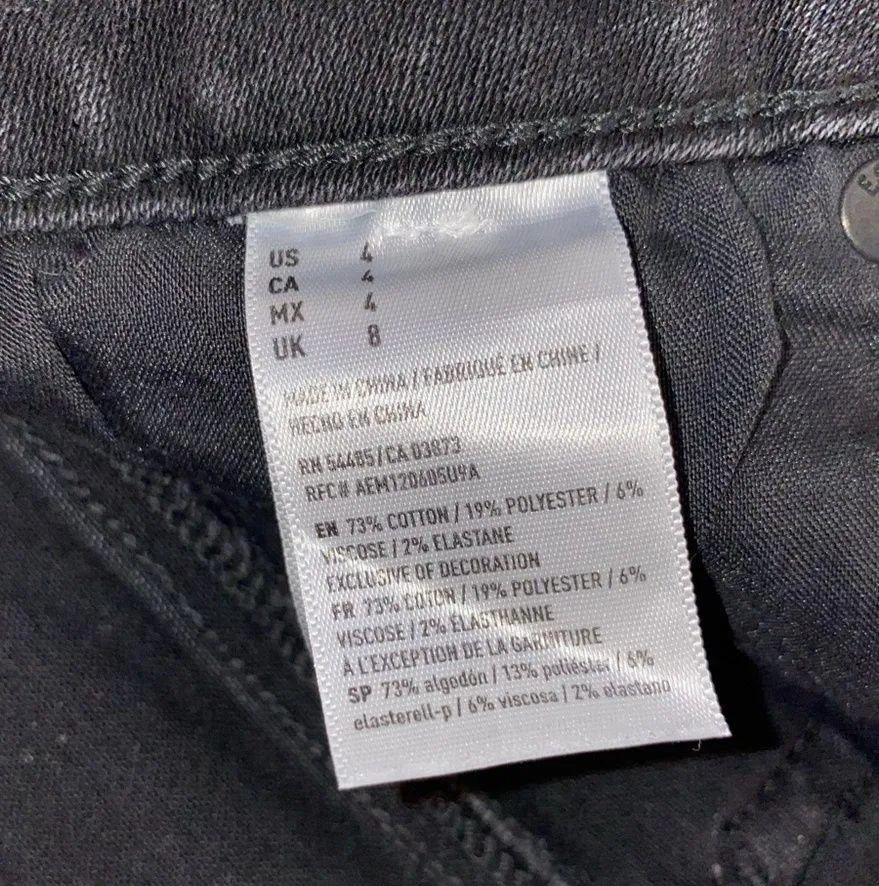 US 4
CA 4
MX 4
UK 8
MADE IN CHINA / FABRIQUÉ EN CHINE /
HECHO EN CHINA
RN 54485 / CA 03873
RFC# AEM120605U9A
EN 73% COTTON / 19% POLYESTER / 6%
VISCOSE / 2% ELASTANE
EXCLUSIVE OF DECORATION
FR 73% COTON / 19% POLYESTER / 6%
VISCOSE / 2% ÉLASTHANNE
À L'EXCEPTION DE LA GARNITURE
SP 73% algodón / 13% poliéster / 6%
elasterell-p / 6% viscosa / 2% elastano